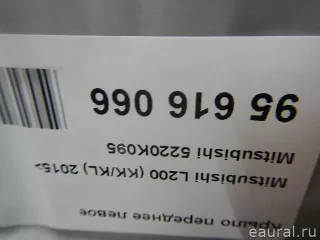 Крыло переднее левое
Mitsubishi L200 (KK/KL) 2015>
Mitsubishi 5220K095
95 616 066
eaural.ru